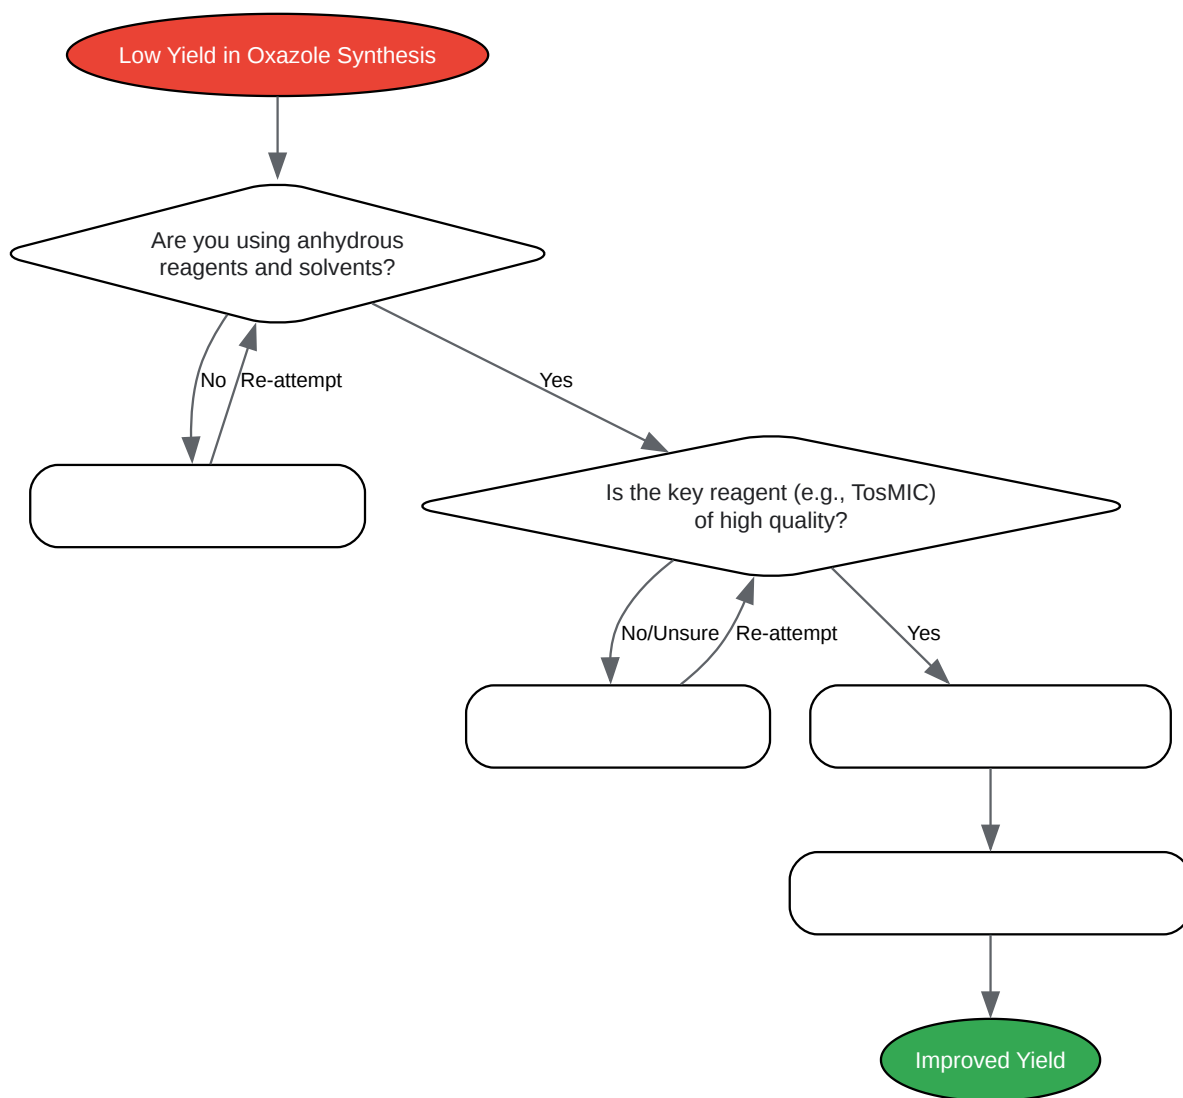 Low Yield in Oxazole Synthesis
Are you using anhydrous
reagents and solvents?
No
Re-attempt
Yes
Is the key reagent (e.g., TosMIC)
of high quality?
No/Unsure
Re-attempt
Yes
Improved Yield